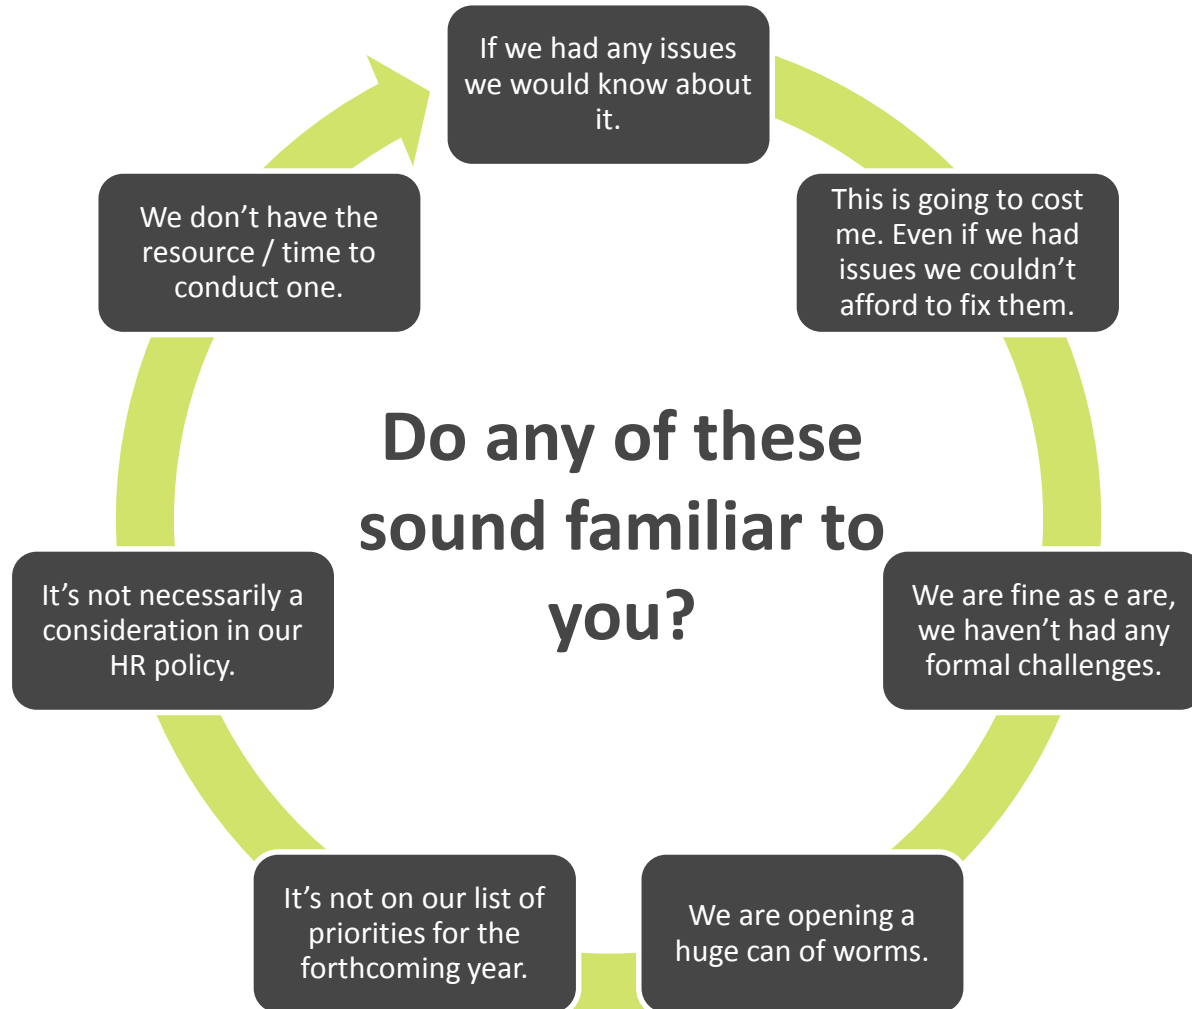 If we had any issues
we would know about
it.
This is going to cost
me. Even if we had
issues we couldn’t
afford to fix them.
We are fine as e are,
we haven’t had any
formal challenges.
We are opening a
huge can of worms.
It’s not on our list of
priorities for the
forthcoming year.
It’s not necessarily a
consideration in our
HR policy.
We don’t have the
resource / time to
conduct one.
Do any of these
sound familiar to
you?